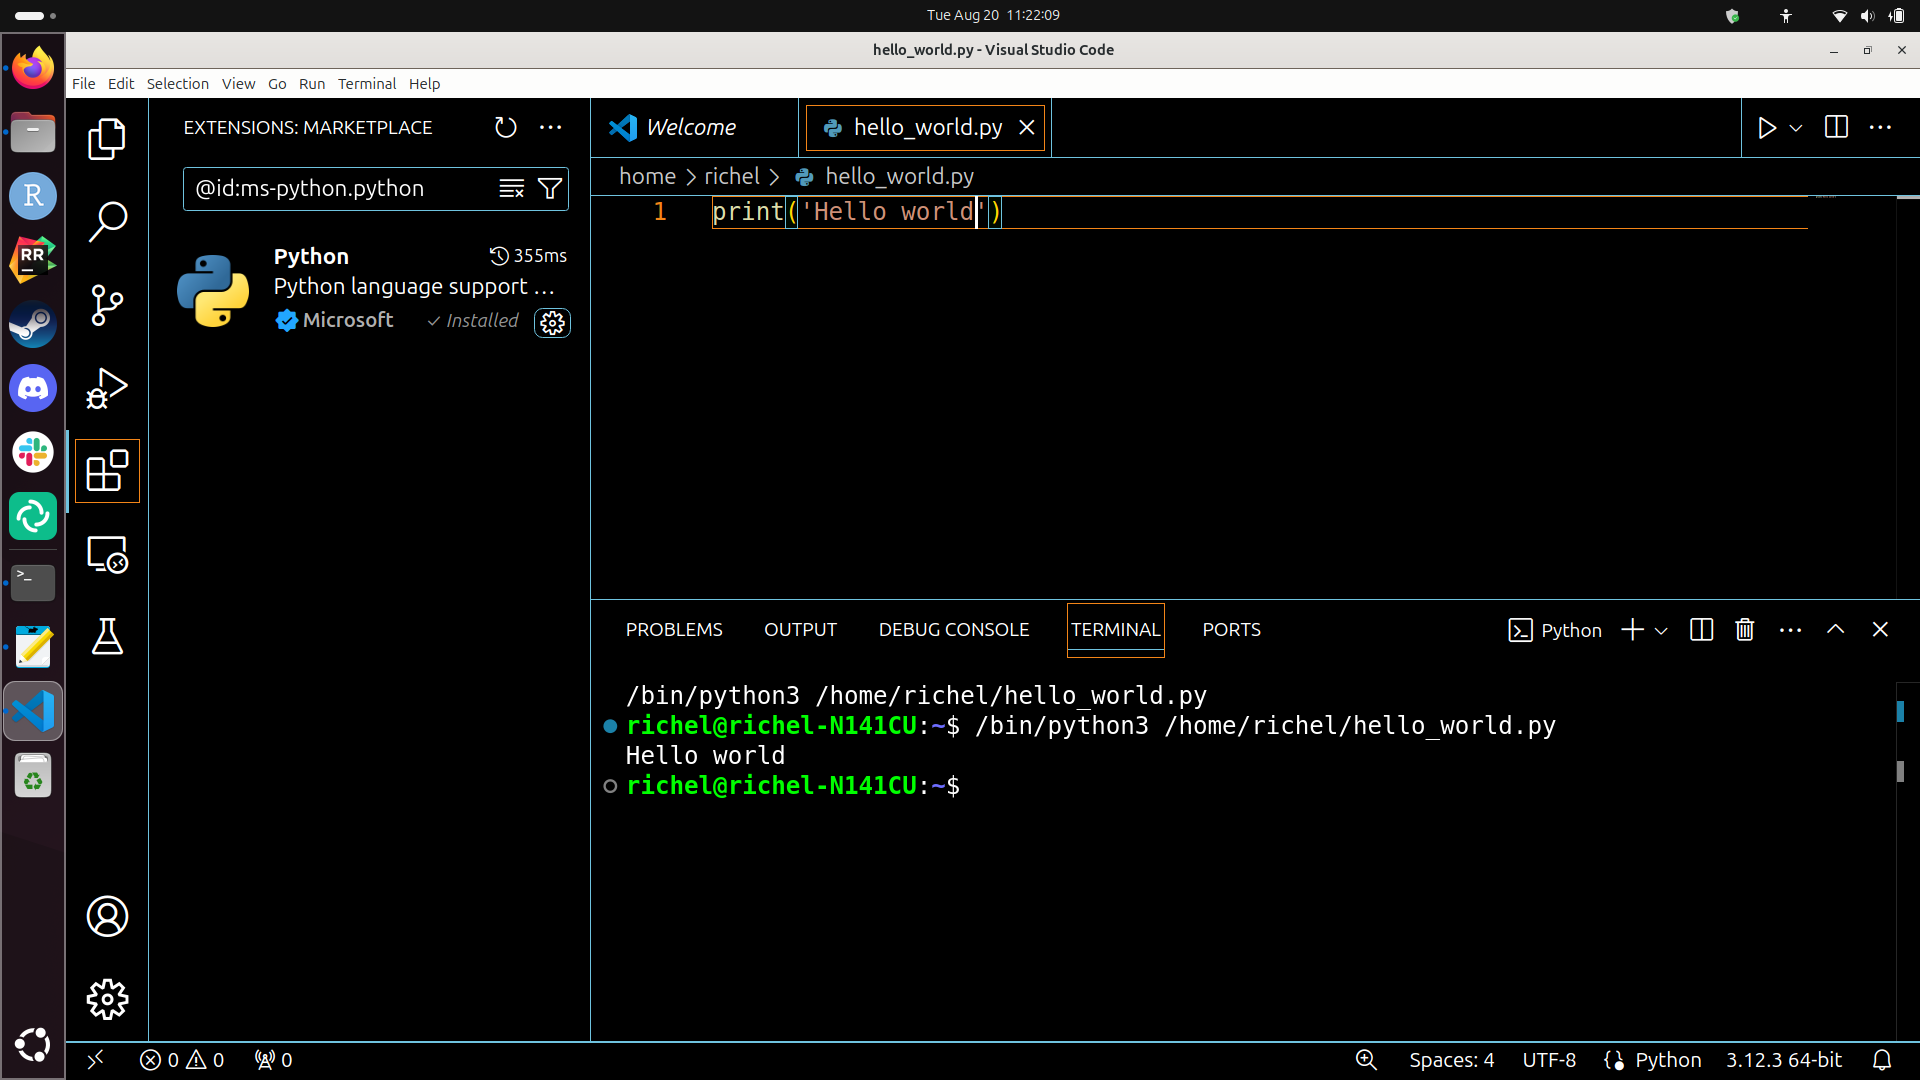 Tue Aug 20 11:22:09
hello_world.py - Visual Studio Code
File Edit Selection View Go Run Terminal Help
EXTENSIONS: MARKETPLACE
@id:ms-python.python
Python 355ms
Python language support ...
Microsoft Installed
Welcome hello_world.py
home > richel > hello_world.py
1 print('Hello world')
PROBLEMS OUTPUT DEBUG CONSOLE TERMINAL PORTS
Python
/bin/python3 /home/richel/hello_world.py
richel@richel-N141CU:~$ /bin/python3 /home/richel/hello_world.py
Hello world
richel@richel-N141CU:~$
R
RR
>_
0 0 0
Spaces: 4 UTF-8 Python 3.12.3 64-bit